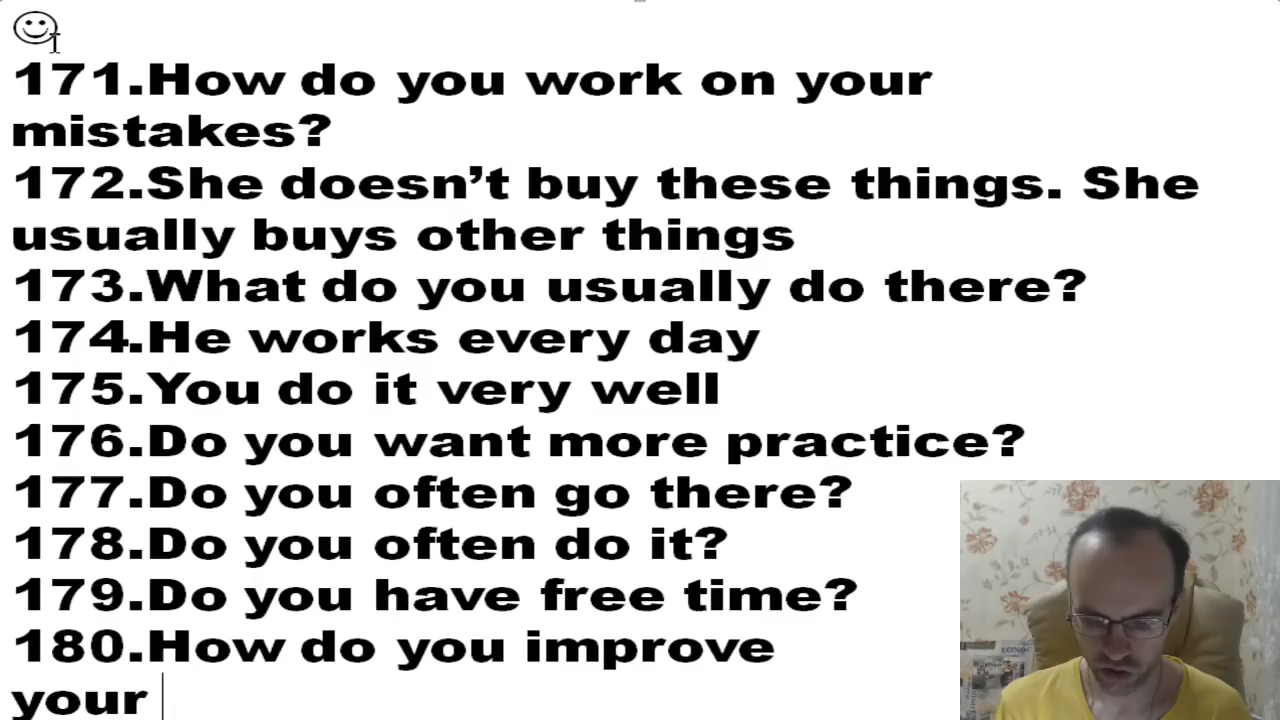 171.How do you work on your
mistakes?
172.She doesn’t buy these things. She
usually buys other things
173.What do you usually do there?
174.He works every day
175.You do it very well
176.Do you want more practice?
177.Do you often go there?
178.Do you often do it?
179.Do you have free time?
180.How do you improve
your